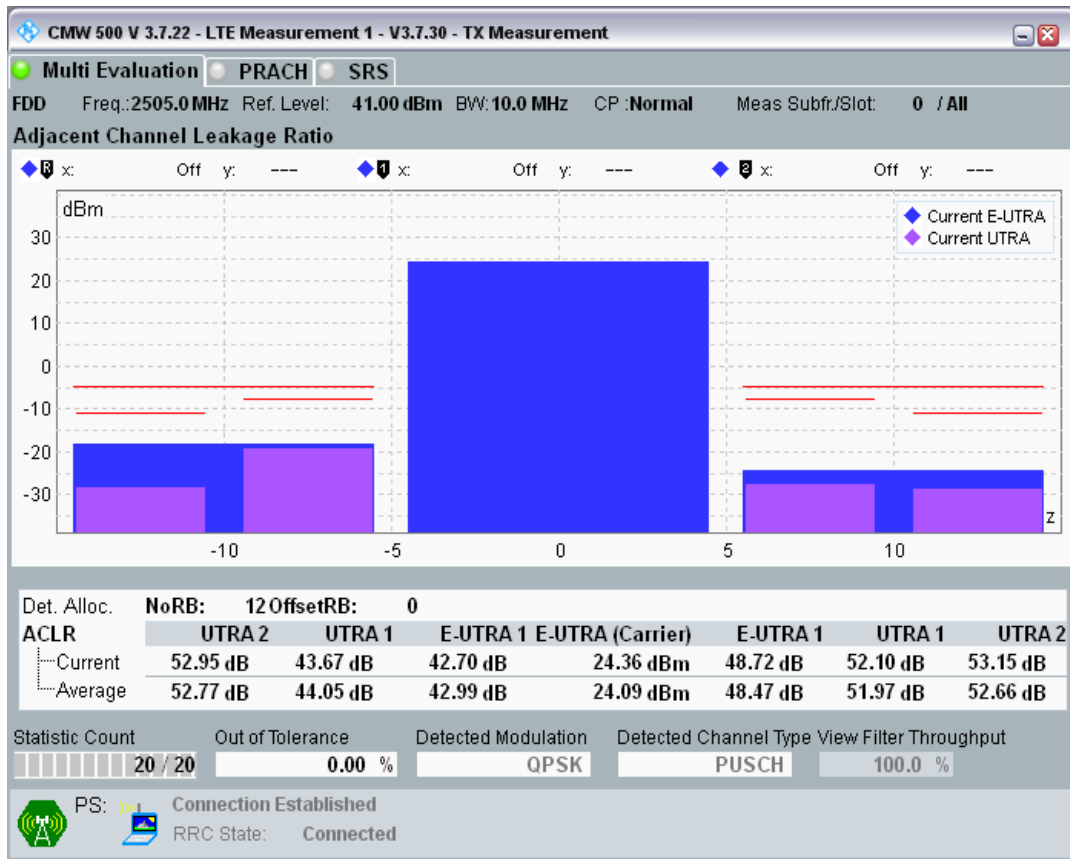 CMW 500 V 3.7.22 - LTE Measurement 1 - V3.7.30 - TX Measurement
Multi Evaluation PRACH SRS
FDD Freq.:2505.0 MHz Ref. Level: 41.00 dBm BW:10.0 MHz CP :Normal Meas Subfr./Slot: 0 / All
Adjacent Channel Leakage Ratio
R x: Off y: --- 1 x: Off y: --- 2 x: Off y: ---
dBm
Current E-UTRA
Current UTRA
30
20
10
0
-10
-20
-30
z
-10 -5 0 5 10
Det. Alloc. NoRB: 12 OffsetRB: 0
ACLR UTRA 2 UTRA 1 E-UTRA 1 E-UTRA (Carrier) E-UTRA 1 UTRA 1 UTRA 2
Current 52.95 dB 43.67 dB 42.70 dB 24.36 dBm 48.72 dB 52.10 dB 53.15 dB
Average 52.77 dB 44.05 dB 42.99 dB 24.09 dBm 48.47 dB 51.97 dB 52.66 dB
Statistic Count Out of Tolerance Detected Modulation Detected Channel Type View Filter Throughput
20 / 20 0.00 % QPSK PUSCH 100.0 %
PS: Connection Established
RRC State: Connected